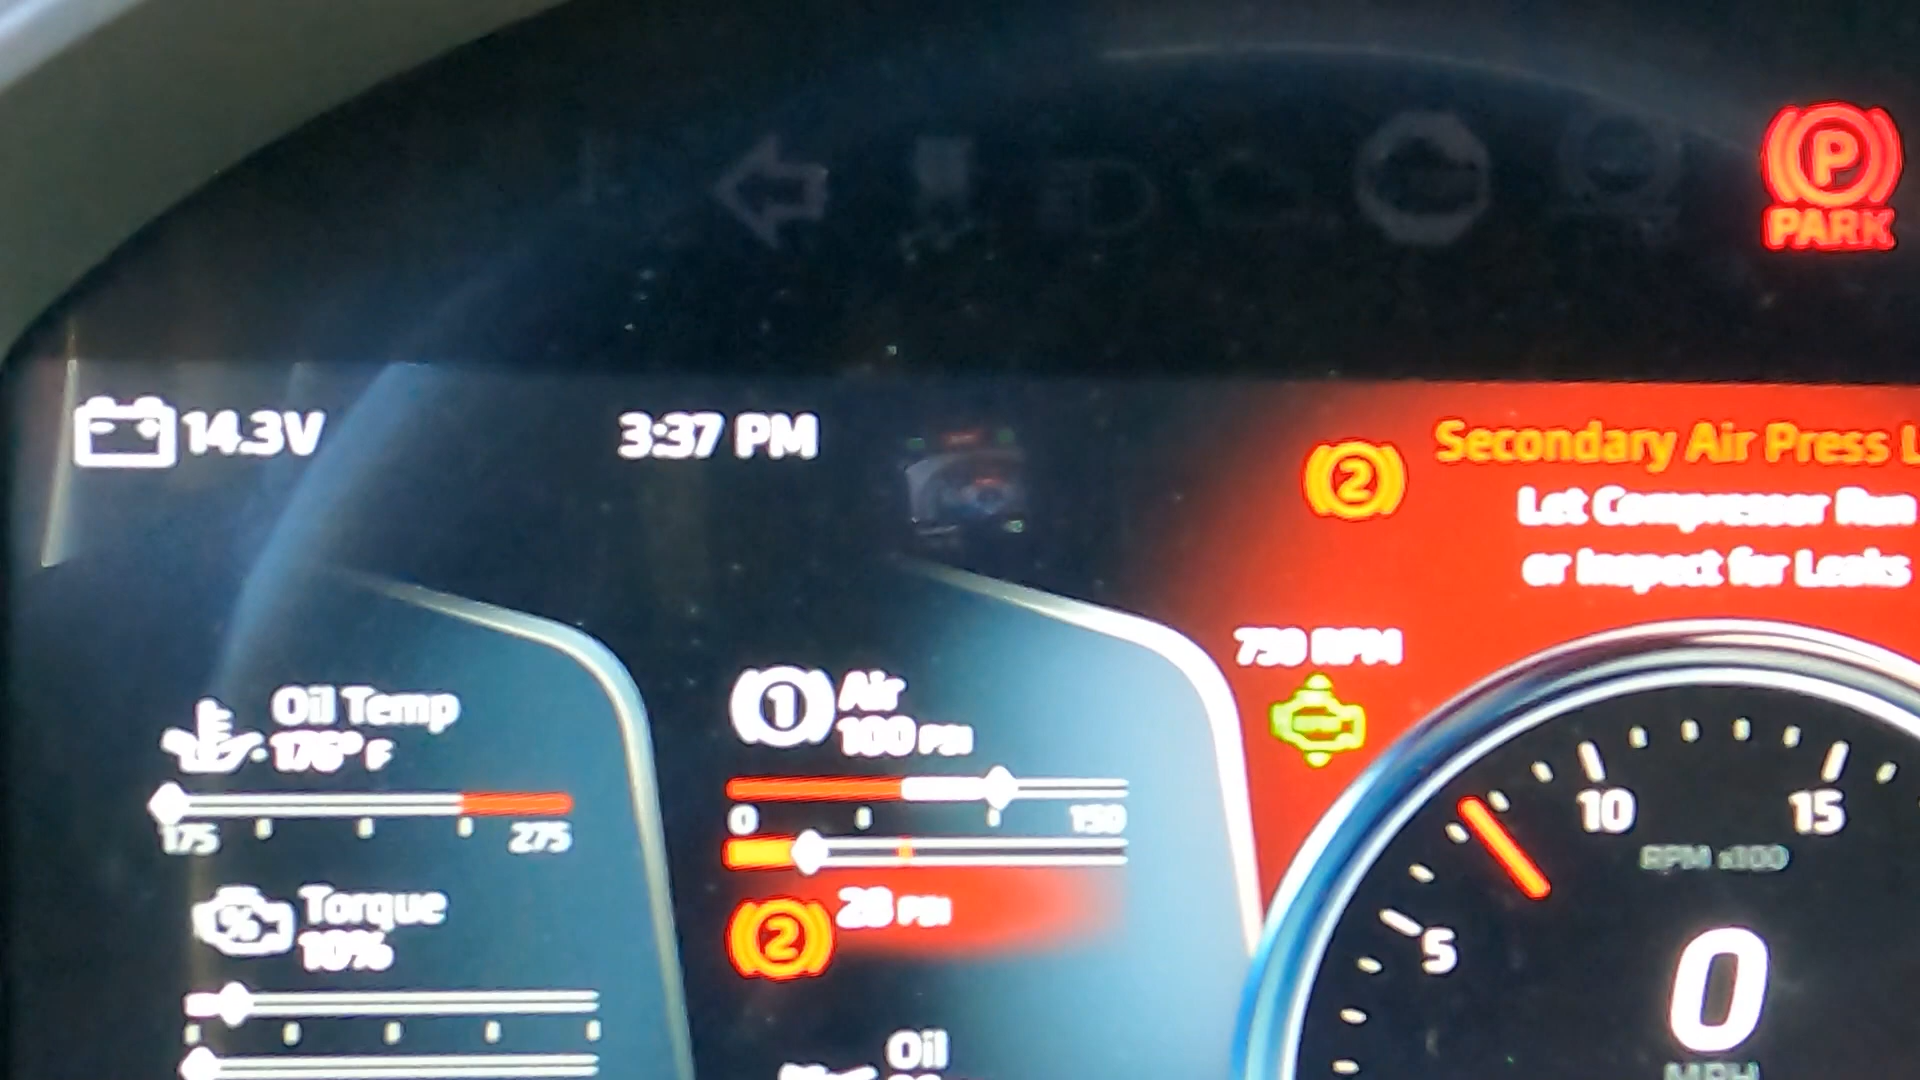 P
PARK
14.3V
3:37 PM
2
Secondary Air Press L
Let Compressor Run
or Inspect for Leaks
Oil Temp
176° F
175 275
1
Air
100 PSI
0 150
2
28 PSI
Torque
10%
%
Oil
RPM
10 15
RPM x100
5
0
MPH